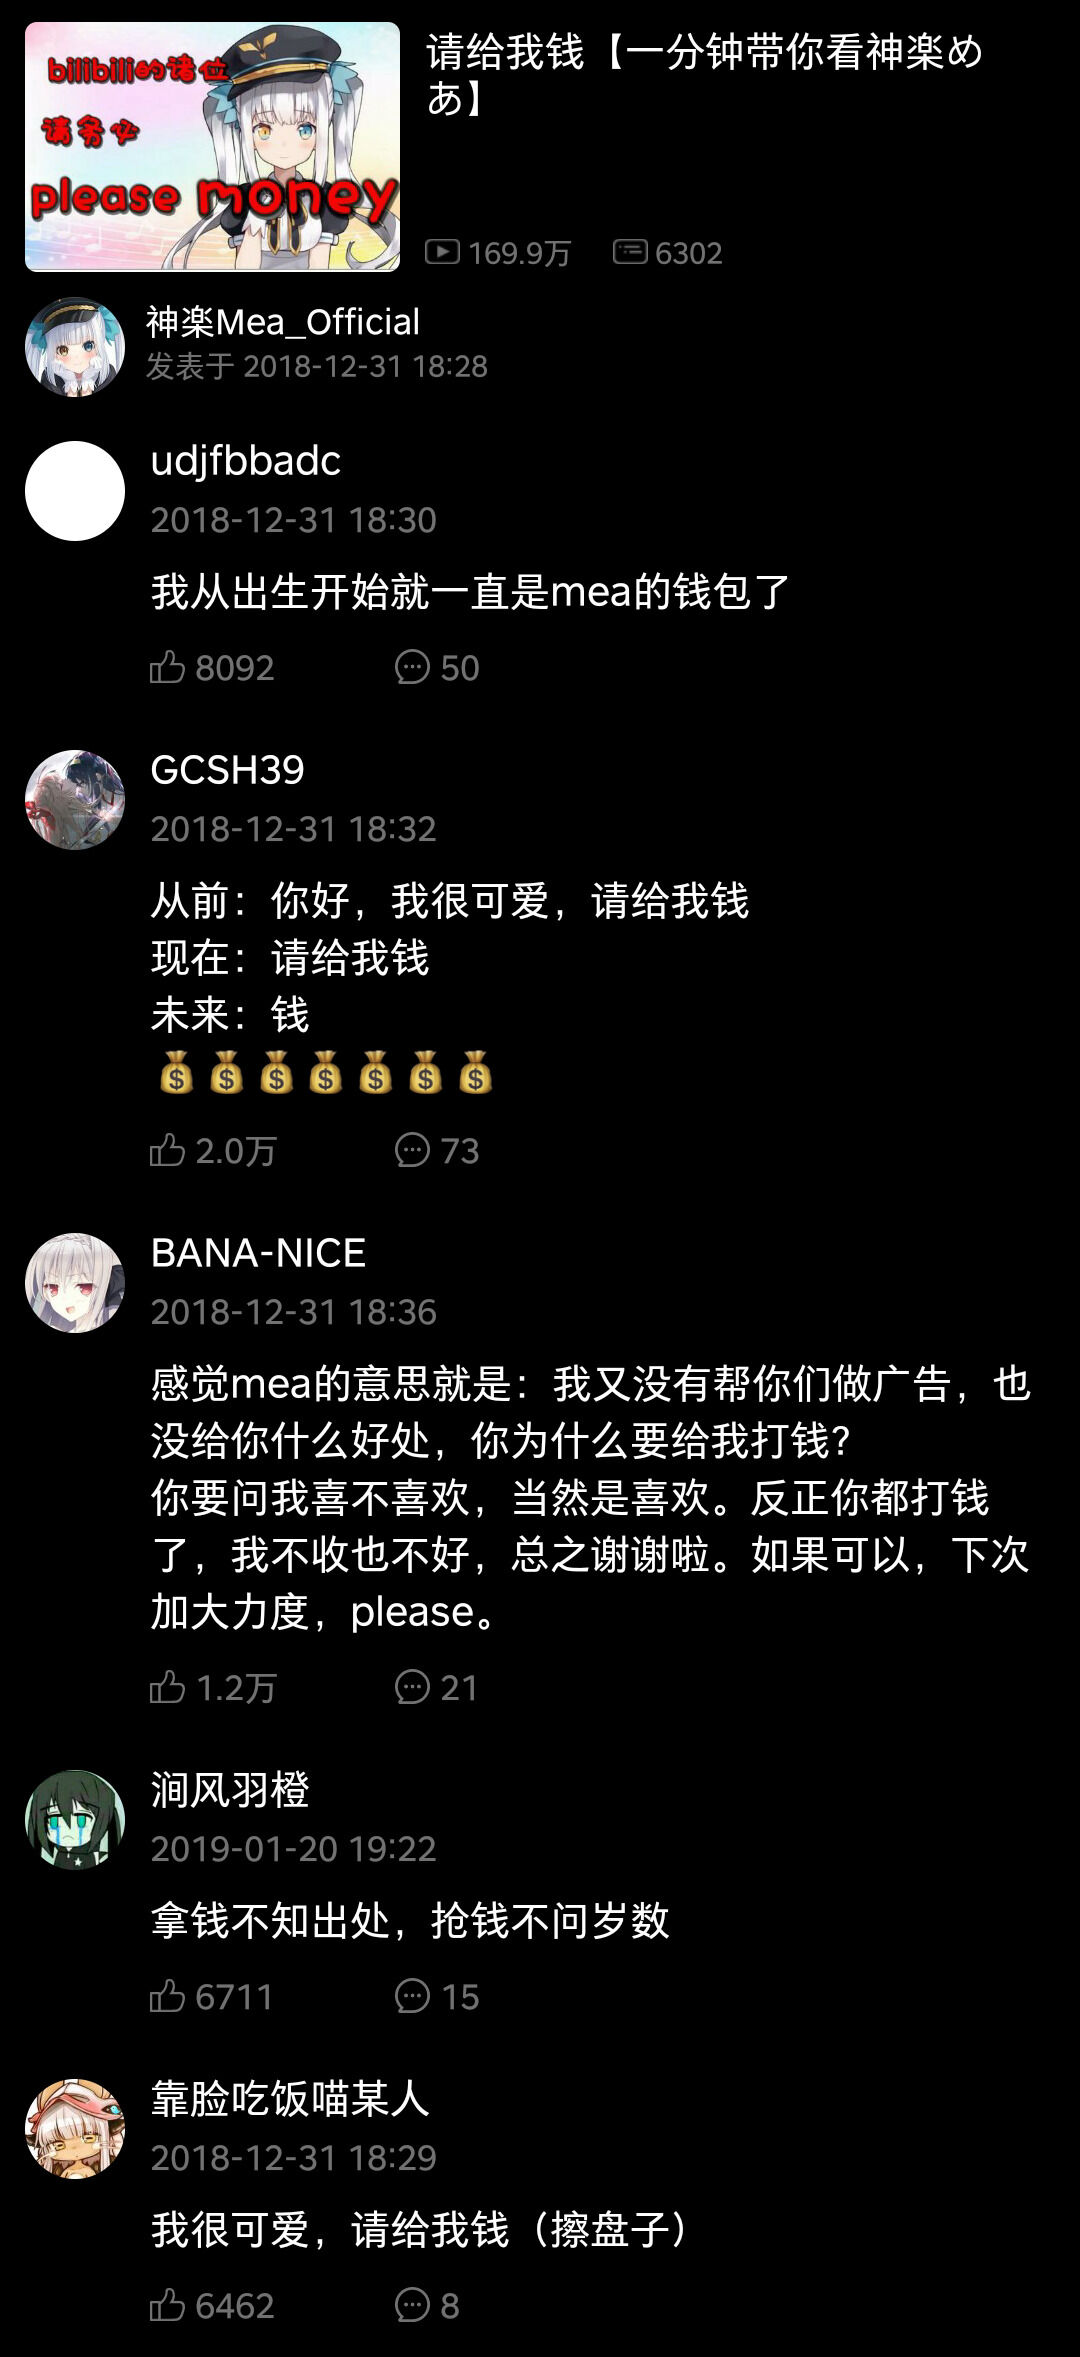 bilibili的诸位
请务必
please money
请给我钱【一分钟带你看神楽め
あ】
169.9万 6302
神楽Mea_Official
发表于 2018-12-31 18:28
udjfbbadc
2018-12-31 18:30
我从出生开始就一直是mea的钱包了
8092 50
GCSH39
2018-12-31 18:32
从前：你好，我很可爱，请给我钱
现在：请给我钱
未来：钱
💰💰💰💰💰💰💰
2.0万 73
BANA-NICE
2018-12-31 18:36
感觉mea的意思就是：我又没有帮你们做广告，也
没给你什么好处，你为什么要给我打钱？
你要问我喜不喜欢，当然是喜欢。反正你都打钱
了，我不收也不好，总之谢谢啦。如果可以，下次
加大力度，please。
1.2万 21
涧风羽橙
2019-01-20 19:22
拿钱不知出处，抢钱不问岁数
6711 15
靠脸吃饭喵某人
2018-12-31 18:29
我很可爱，请给我钱（擦盘子）
6462 8